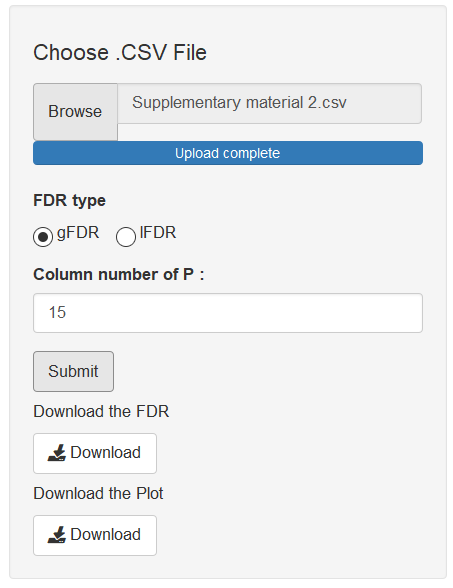 Choose .CSV File
Browse
Supplementary material 2.csv
Upload complete
FDR type
gFDR
lFDR
Column number of P :
15
Submit
Download the FDR
Download
Download the Plot
Download